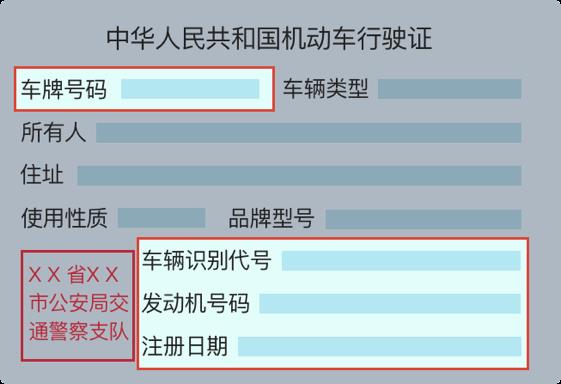 中华人民共和国机动车行驶证
车牌号码 车辆类型
所有人
住址
使用性质 品牌型号
车辆识别代号
发动机号码
注册日期
X X 省X X
市公安局交
通警察支队